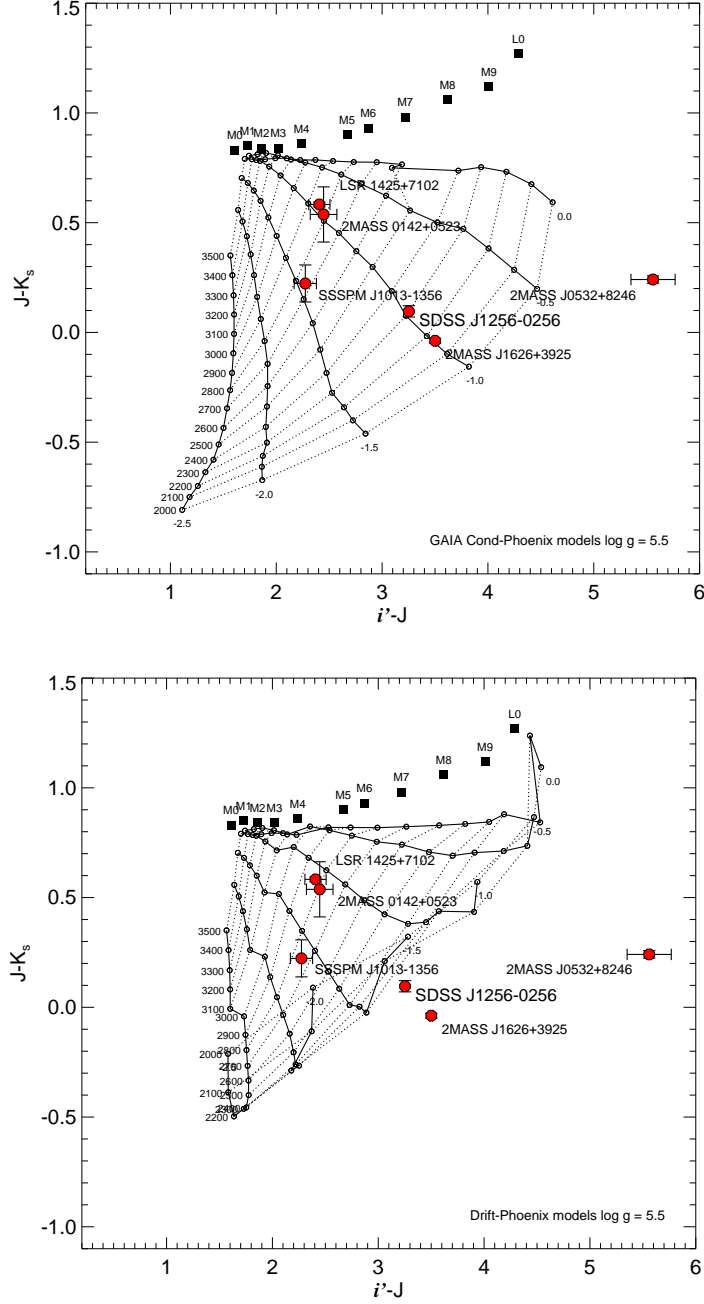 1.5
1.0
0.5
0.0
-0.5
-1.0
J-Ks
1
2
3
4
5
6
i'-J
M0
M1
M2
M3
M4
M5
M6
M7
M8
M9
L0
LSR 1425+7102
2MASS 0142+0523
SSSPM J1013-1356
2MASS J0532+8246
SDSS J1256-0256
2MASS J1626+3925
3500
3400
3300
3200
3100
3000
2900
2800
2700
2600
2500
2400
2300
2200
2100
2000
0.0
-0.5
-1.0
-1.5
-2.0
-2.5
GAIA Cond-Phoenix models log g = 5.5
1.5
1.0
0.5
0.0
-0.5
-1.0
J-Ks
1
2
3
4
5
6
i'-J
M0
M1
M2
M3
M4
M5
M6
M7
M8
M9
L0
LSR 1425+7102
2MASS 0142+0523
SSSPM J1013-1356
2MASS J0532+8246
SDSS J1256-0256
2MASS J1626+3925
3500
3400
3300
3200
3100
3000
2900
2000
2600
2100
2200
0.0
-0.5
-1.0
-1.5
-2.0
Drift-Phoenix models log g = 5.5